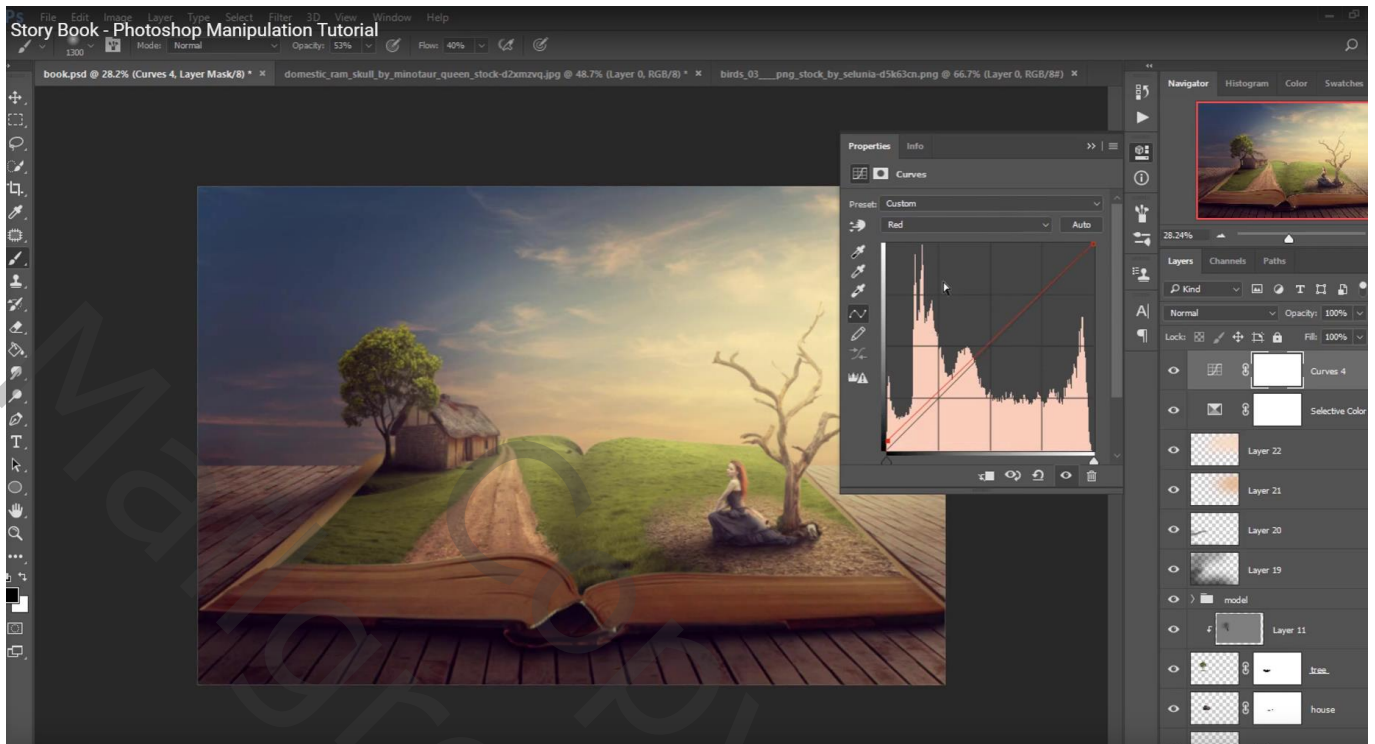 File Edit Image Layer Type Select Filter 3D View Window Help
Story Book - Photoshop Manipulation Tutorial
1300 Mode: Normal Opacity: 53% Flow: 40%
book.psd @ 28.2% (Curves 4, Layer Mask/8) * × domestic_ram_skull_by_minotaur_queen_stock-d2xmzvq.jpg @ 48.7% (Layer 0, RGB/8) * × birds_03___png_stock_by_selunia-d5k63cn.png @ 66.7% (Layer 0, RGB/8#) ×
Navigator Histogram Color Swatches
28.24%
Properties Info
Curves
Preset: Custom
Red Auto
Layers Channels Paths
Kind
Normal Opacity: 100%
Lock: Fill: 100%
Curves 4
Selective Color
Layer 22
Layer 21
Layer 20
Layer 19
model
Layer 11
tree
house